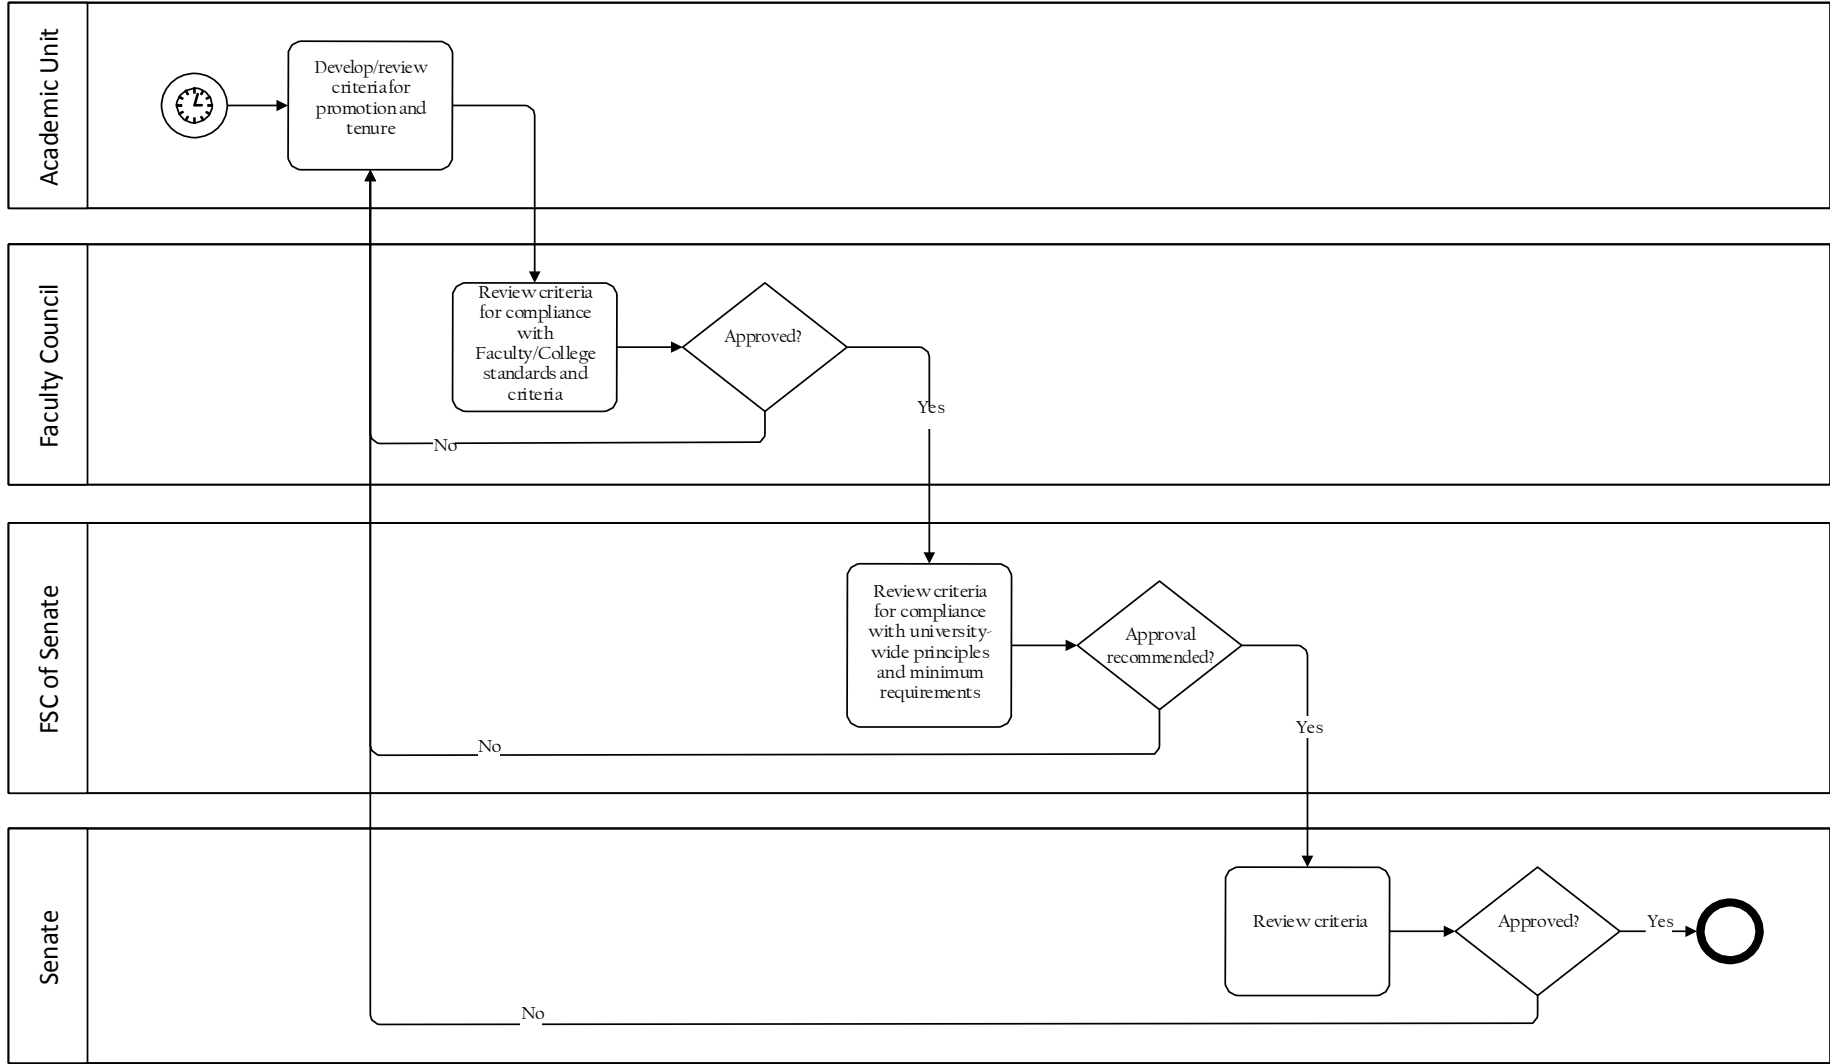 Academic Unit
Develop/review
criteria for
promotion and
tenure
Faculty Council
Review criteria
for compliance
with
Faculty/College
standards and
criteria
Approved?
Yes
No
FSC of Senate
Review criteria
for compliance
with university-
wide principles
and minimum
requirements
Approval
recommended?
Yes
No
Senate
Review criteria
Approved?
Yes
No